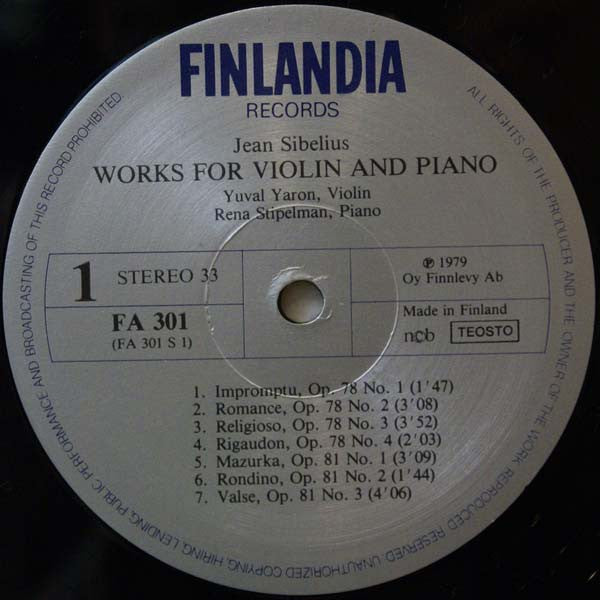 FINLANDIA
RECORDS
Jean Sibelius
WORKS FOR VIOLIN AND PIANO
Yuval Yaron, Violin
Rena Stipelman, Piano
1 STEREO 33
FA 301
(FA 301 S 1)
℗ 1979
Oy Finnlevy Ab
Made in Finland
ncb TEOSTO
1. Impromptu, Op. 78 No. 1 (1'47)
2. Romance, Op. 78 No. 2 (3'08)
3. Religioso, Op. 78 No. 3 (3'52)
4. Rigaudon, Op. 78 No. 4 (2'03)
5. Mazurka, Op. 81 No. 1 (3'09)
6. Rondino, Op. 81 No. 2 (1'44)
7. Valse, Op. 81 No. 3 (4'06)
ALL RIGHTS OF THE PRODUCER AND THE OWNER OF THE WORK REPRODUCED RESERVED. UNAUTHORIZED COPYING, HIRING, LENDING, PUBLIC PERFORMANCE AND BROADCASTING OF THIS RECORD PROHIBITED.